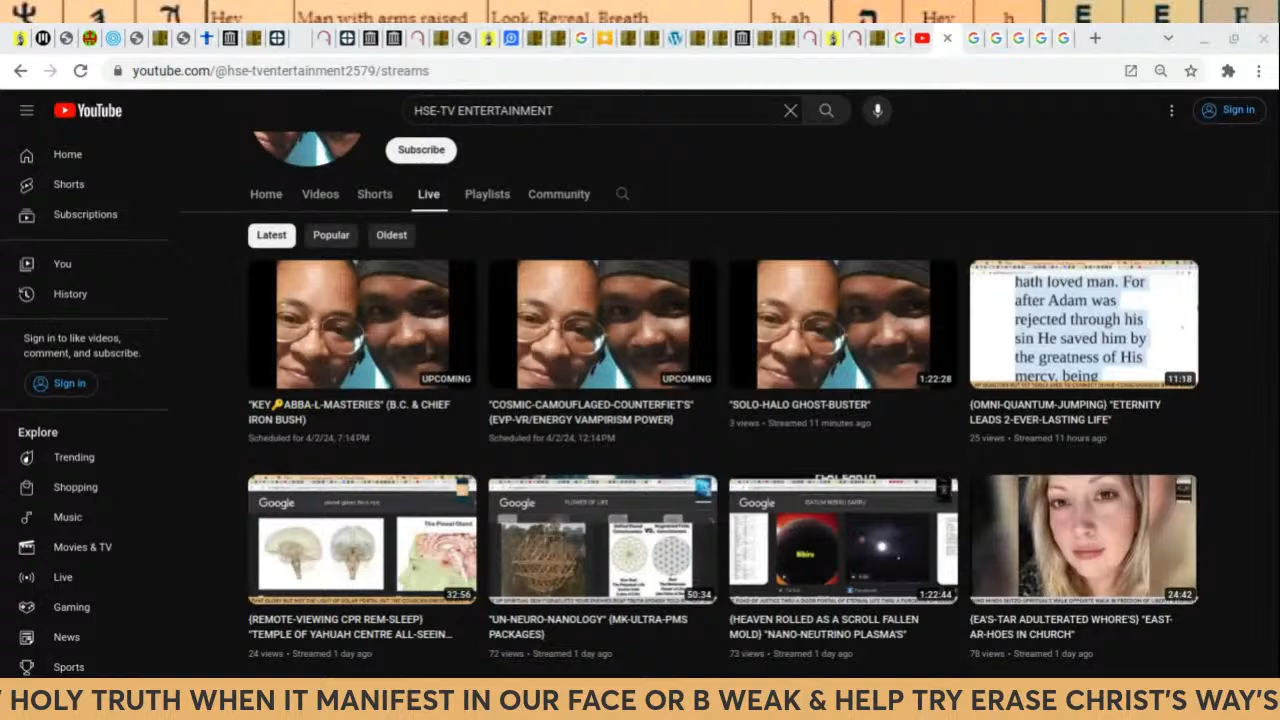 Hey Man with arms raised Look, Reveal, Breath h, ah Hey h E E E
youtube.com/@hse-tventertainment2579/streams
YouTube
HSE-TV ENTERTAINMENT
Sign in
Subscribe
Home
Shorts
Subscriptions
You
History
Sign in to like videos,
comment, and subscribe.
Sign in
Explore
Trending
Shopping
Music
Movies & TV
Live
Gaming
News
Sports
Home Videos Shorts Live Playlists Community
Latest Popular Oldest
UPCOMING
"KEY🔑ABBA-L-MASTERIES" (B.C. & CHIEF
IRON BUSH)
Scheduled for 4/2/24, 7:14 PM
UPCOMING
"COSMIC-CAMOUFLAGED-COUNTERFIET'S"
(EVP-VR/ENERGY VAMPIRISM POWER)
Scheduled for 4/2/24, 12:14 PM
1:22:28
"SOLO-HALO GHOST-BUSTER"
3 views • Streamed 11 minutes ago
hath loved man. For
after Adam was
rejected through his
sin He saved him by
the greatness of His
mercy, being
11:18
{OMNI-QUANTUM-JUMPING} "ETERNITY
LEADS 2-EVER-LASTING LIFE"
25 views • Streamed 11 hours ago
Google
The Pineal Gland
32:56
{REMOTE-VIEWING CPR REM-SLEEP}
"TEMPLE OF YAHUAH CENTRE ALL-SEEIN...
24 views • Streamed 1 day ago
Google
FLOWER OF LIFE
VS.
50:34
"UN-NEURO-NANOLOGY" {MK-ULTRA-PMS
PACKAGES}
72 views • Streamed 1 day ago
Google
Nibiru
1:22:44
{HEAVEN ROLLED AS A SCROLL FALLEN
MOLD} "NANO-NEUTRINO PLASMA'S"
73 views • Streamed 1 day ago
24:42
{EA'S-TAR ADULTERATED WHORE'S} "EAST-
AR-HOES IN CHURCH"
78 views • Streamed 1 day ago
HOLY TRUTH WHEN IT MANIFEST IN OUR FACE OR B WEAK & HELP TRY ERASE CHRIST'S WAY'S